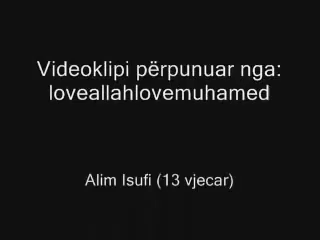 Videoklipi përpunuar nga:
loveallahlovemuhamed
Alim Isufi (13 vjecar)